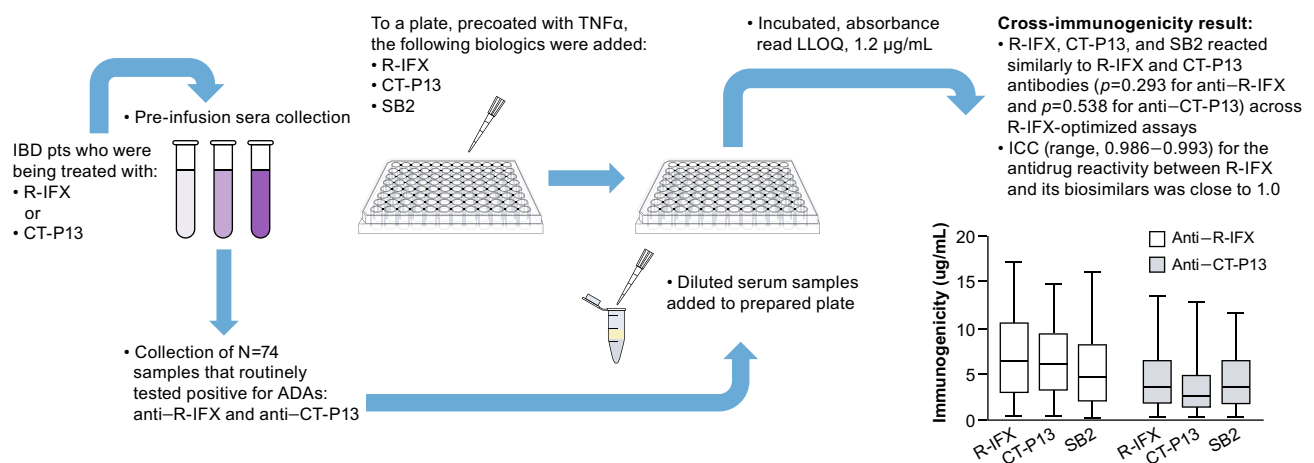 IBD pts who were
being treated with:
• R-IFX
or
• CT-P13
• Pre-infusion sera collection
• Collection of N=74
samples that routinely
tested positive for ADAs:
anti–R-IFX and anti–CT-P13
To a plate, precoated with TNFα,
the following biologics were added:
• R-IFX
• CT-P13
• SB2
• Diluted serum samples
added to prepared plate
• Incubated, absorbance
read LLOQ, 1.2 μg/mL
Cross-immunogenicity result:
• R-IFX, CT-P13, and SB2 reacted
similarly to R-IFX and CT-P13
antibodies (p=0.293 for anti–R-IFX
and p=0.538 for anti–CT-P13) across
R-IFX-optimized assays
• ICC (range, 0.986–0.993) for the
antidrug reactivity between R-IFX
and its biosimilars was close to 1.0
Immunogenicity (ug/mL)
20
15
10
5
0
Anti–R-IFX
Anti–CT-P13
R-IFX
CT-P13
SB2
R-IFX
CT-P13
SB2